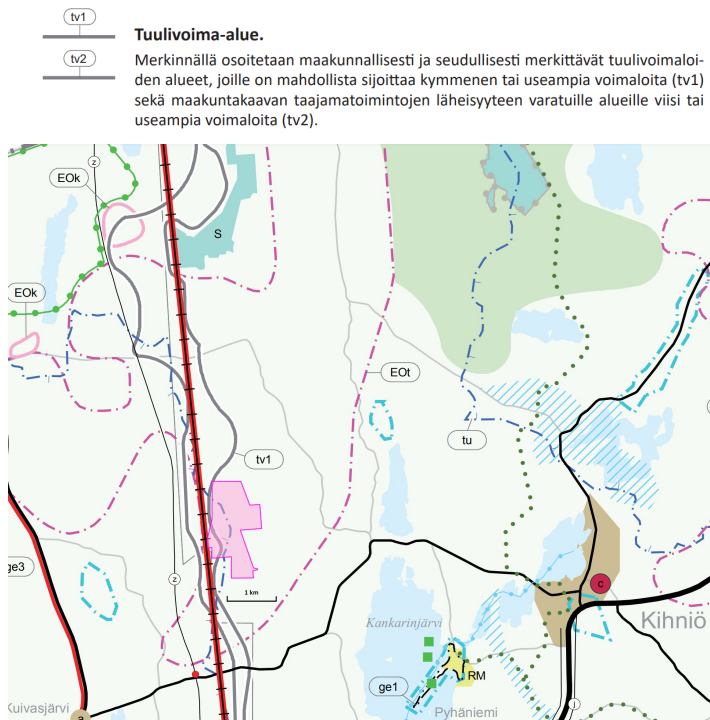 tv1
Tuulivoima-alue.
tv2
Merkinnällä osoitetaan maakunnallisesti ja seudullisesti merkittävät tuulivoimaloi-
den alueet, joille on mahdollista sijoittaa kymmenen tai useampia voimaloita (tv1)
sekä maakuntakaavan taajamatoimintojen läheisyyteen varatuille alueille viisi tai
useampia voimaloita (tv2).
z
EOk
S
EOk
EOt
tu
tv1
ge3
z
1 km
c
Kihniö
Kankarinjärvi
RM
ge1
Kuivasjärvi
a
Pyhäniemi
j